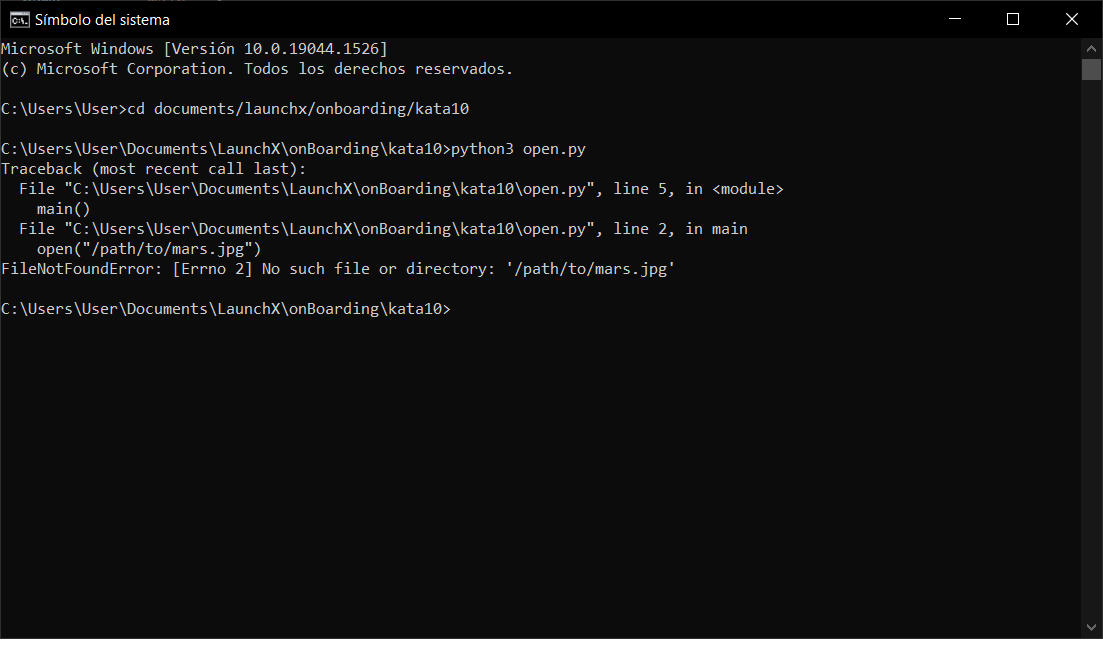 Símbolo del sistema
Microsoft Windows [Versión 10.0.19044.1526]
(c) Microsoft Corporation. Todos los derechos reservados.
C:\Users\User>cd documents/launchx/onboarding/kata10
C:\Users\User\Documents\LaunchX\onBoarding\kata10>python3 open.py
Traceback (most recent call last):
  File "C:\Users\User\Documents\LaunchX\onBoarding\kata10\open.py", line 5, in <module>
    main()
  File "C:\Users\User\Documents\LaunchX\onBoarding\kata10\open.py", line 2, in main
    open("/path/to/mars.jpg")
FileNotFoundError: [Errno 2] No such file or directory: '/path/to/mars.jpg'
C:\Users\User\Documents\LaunchX\onBoarding\kata10>